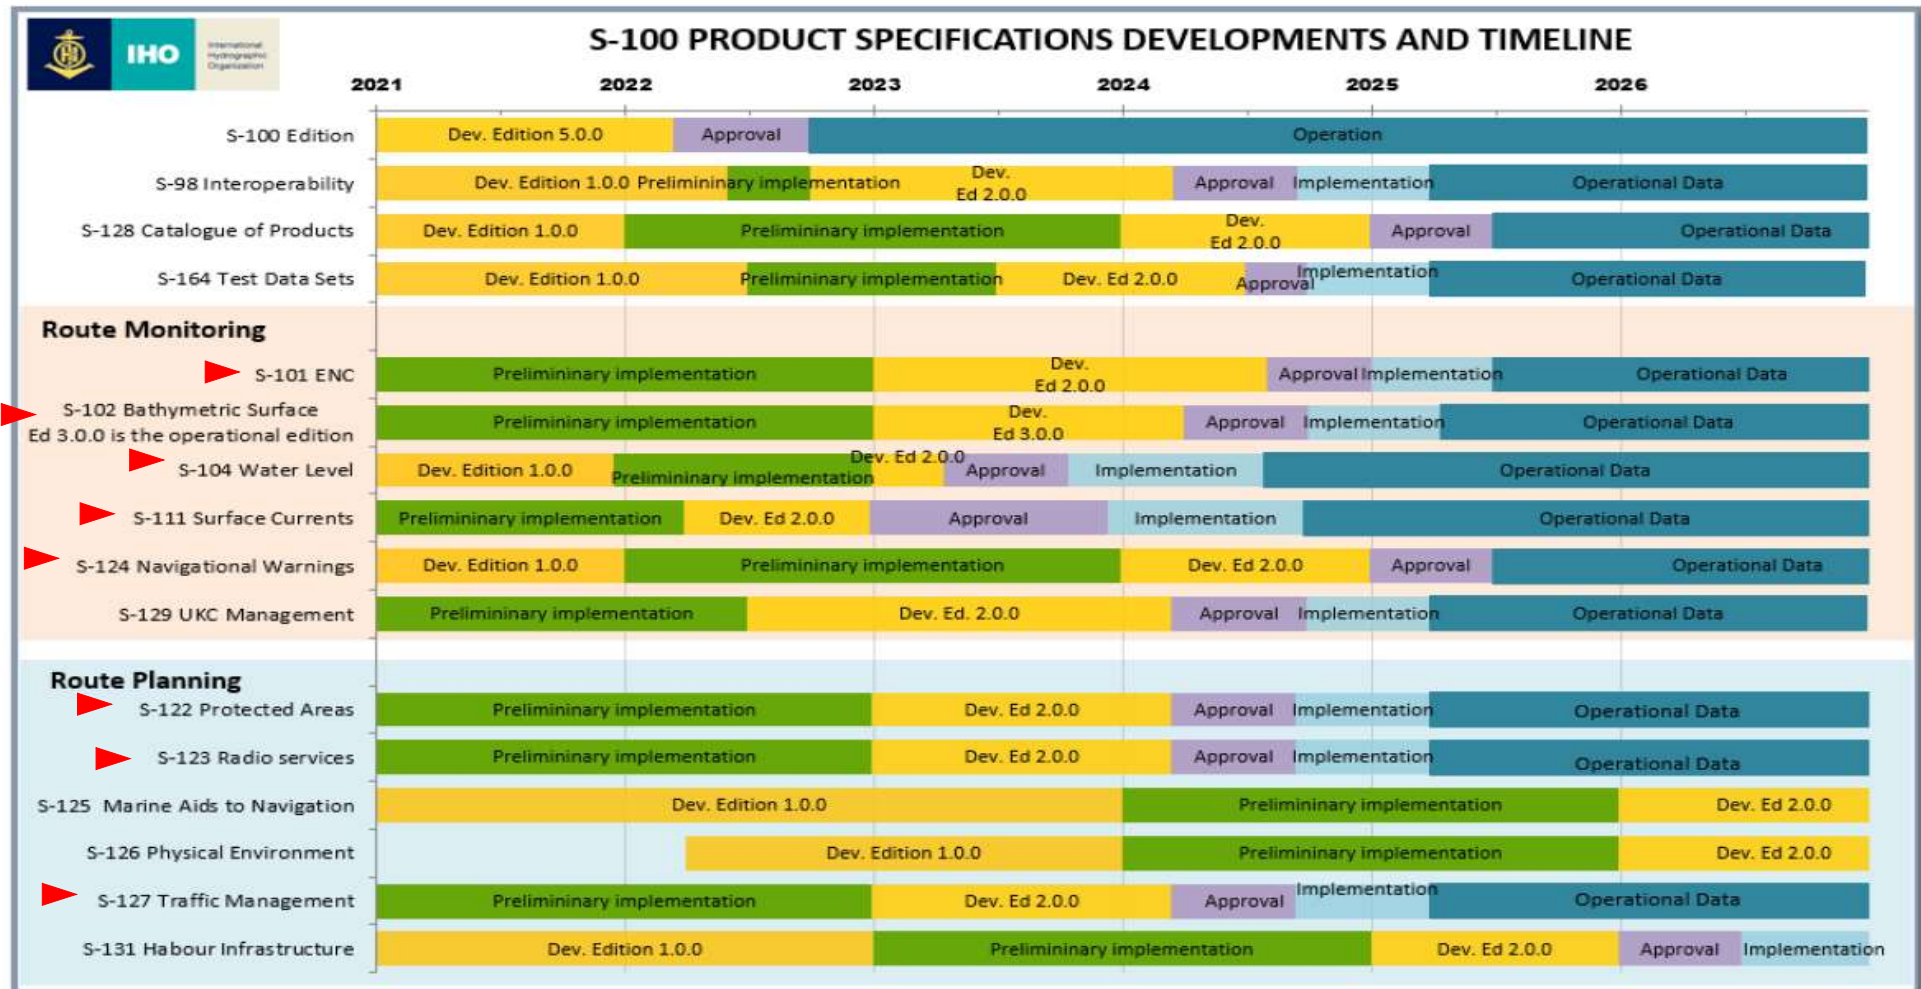 IHO
International
Hydrographic
Organization
S-100 PRODUCT SPECIFICATIONS DEVELOPMENTS AND TIMELINE
2021 2022 2023 2024 2025 2026
S-100 Edition Dev. Edition 5.0.0 Approval Operation
S-98 Interoperability Dev. Edition 1.0.0 Prelimininary implementation Dev. Ed 2.0.0 Approval Implementation Operational Data
S-128 Catalogue of Products Dev. Edition 1.0.0 Prelimininary implementation Dev. Ed 2.0.0 Approval Operational Data
S-164 Test Data Sets Dev. Edition 1.0.0 Prelimininary implementation Dev. Ed 2.0.0 Approval Implementation Operational Data
Route Monitoring
S-101 ENC Prelimininary implementation Dev. Ed 2.0.0 Approval Implementation Operational Data
S-102 Bathymetric Surface
Ed 3.0.0 is the operational edition Prelimininary implementation Dev. Ed 3.0.0 Approval Implementation Operational Data
S-104 Water Level Dev. Edition 1.0.0 Prelimininary implementation Dev. Ed 2.0.0 Approval Implementation Operational Data
S-111 Surface Currents Prelimininary implementation Dev. Ed 2.0.0 Approval Implementation Operational Data
S-124 Navigational Warnings Dev. Edition 1.0.0 Prelimininary implementation Dev. Ed 2.0.0 Approval Operational Data
S-129 UKC Management Prelimininary implementation Dev. Ed. 2.0.0 Approval Implementation Operational Data
Route Planning
S-122 Protected Areas Prelimininary implementation Dev. Ed 2.0.0 Approval Implementation Operational Data
S-123 Radio services Prelimininary implementation Dev. Ed 2.0.0 Approval Implementation Operational Data
S-125 Marine Aids to Navigation Dev. Edition 1.0.0 Prelimininary implementation Dev. Ed 2.0.0
S-126 Physical Environment Dev. Edition 1.0.0 Prelimininary implementation Dev. Ed 2.0.0
S-127 Traffic Management Prelimininary implementation Dev. Ed 2.0.0 Approval Implementation Operational Data
S-131 Habour Infrastructure Dev. Edition 1.0.0 Prelimininary implementation Dev. Ed 2.0.0 Approval Implementation